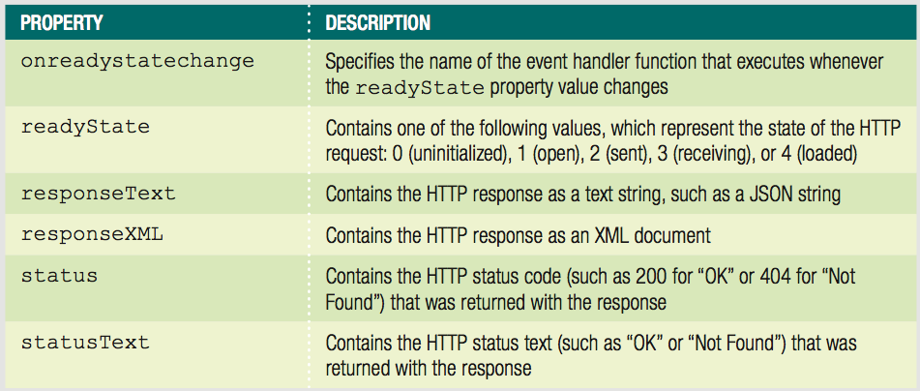 PROPERTY DESCRIPTION
onreadystatechange Specifies the name of the event handler function that executes whenever
the readyState property value changes
readyState Contains one of the following values, which represent the state of the HTTP
request: 0 (uninitialized), 1 (open), 2 (sent), 3 (receiving), or 4 (loaded)
responseText Contains the HTTP response as a text string, such as a JSON string
responseXML Contains the HTTP response as an XML document
status Contains the HTTP status code (such as 200 for “OK” or 404 for “Not
Found”) that was returned with the response
statusText Contains the HTTP status text (such as “OK” or “Not Found”) that was
returned with the response